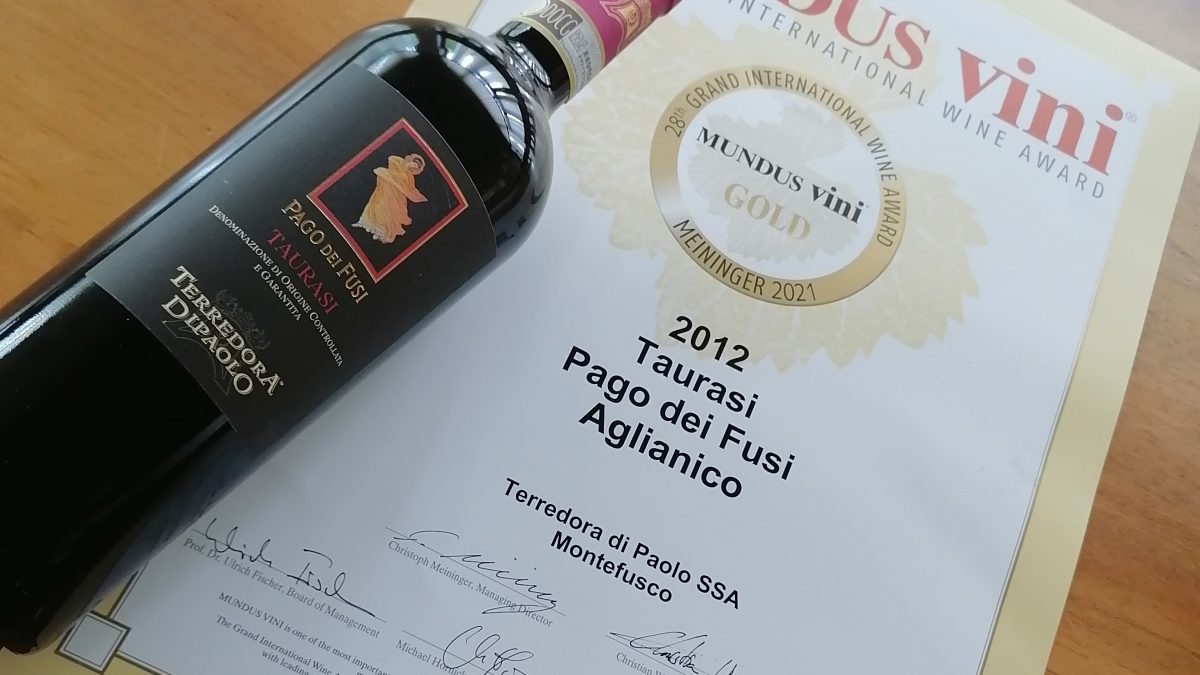 DOCG
PAGO DEI FUSI
TAURASI
DENOMINAZIONE DI ORIGINE CONTROLLATA
E GARANTITA
TERREDORA
DIPAOLO
vini®
INTERNATIONAL WINE AWARD
28th GRAND INTERNATIONAL WINE AWARD
MUNDUS vini
GOLD
MEININGER 2021
2012
Taurasi
Pago dei Fusi
Aglianico
Terredora di Paolo SSA
Montefusco
Prof. Dr. Ulrich Fischer, Board of Management
Christoph Meininger, Managing Director
Michael
Christian
MUNDUS VINI is one of the most important
The Grand International Wine
with leading